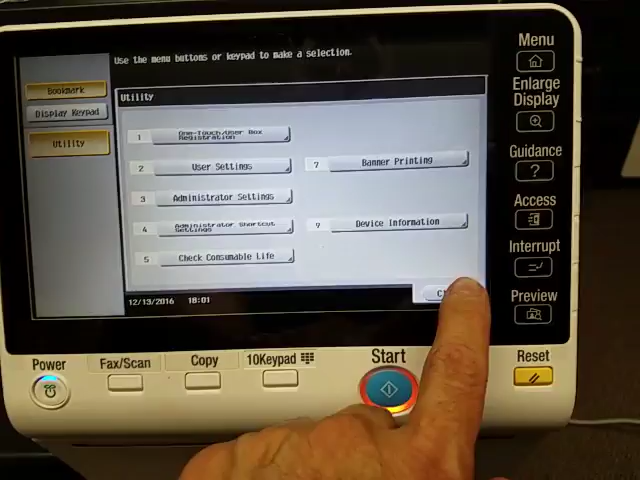 Use the menu buttons or keypad to make a selection.
Bookmark
Display Keypad
Utility
Utility
1 One-Touch/User Box Registration
2 User Settings
3 Administrator Settings
4 Administrator Shortcut Settings
5 Check Consumable Life
7 Banner Printing
9 Device Information
12/13/2016 18:01
Menu
Enlarge Display
Guidance
?
Access
Interrupt
Preview
Power
Fax/Scan
Copy
10Keypad
Start
Reset